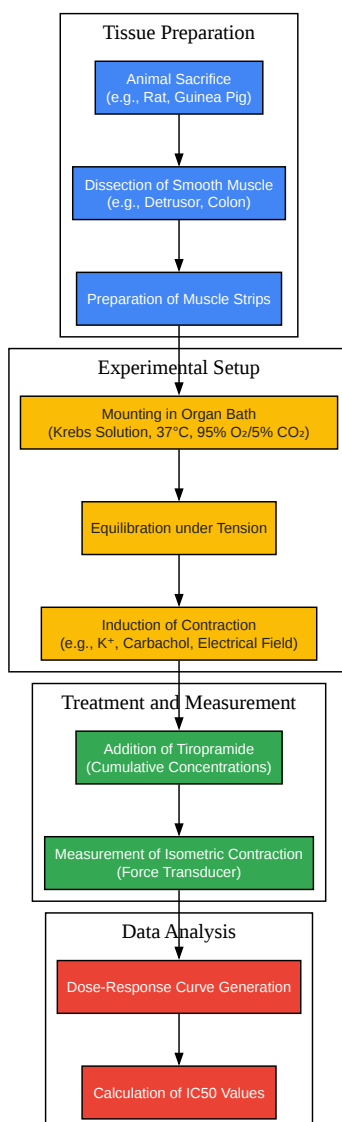 Tissue Preparation
Animal Sacrifice
(e.g., Rat, Guinea Pig)
Dissection of Smooth Muscle
(e.g., Detrusor, Colon)
Preparation of Muscle Strips
Experimental Setup
Mounting in Organ Bath
(Krebs Solution, 37°C, 95% O₂/5% CO₂)
Equilibration under Tension
Induction of Contraction
(e.g., K⁺, Carbachol, Electrical Field)
Treatment and Measurement
Addition of Tiropramide
(Cumulative Concentrations)
Measurement of Isometric Contraction
(Force Transducer)
Data Analysis
Dose-Response Curve Generation
Calculation of IC50 Values